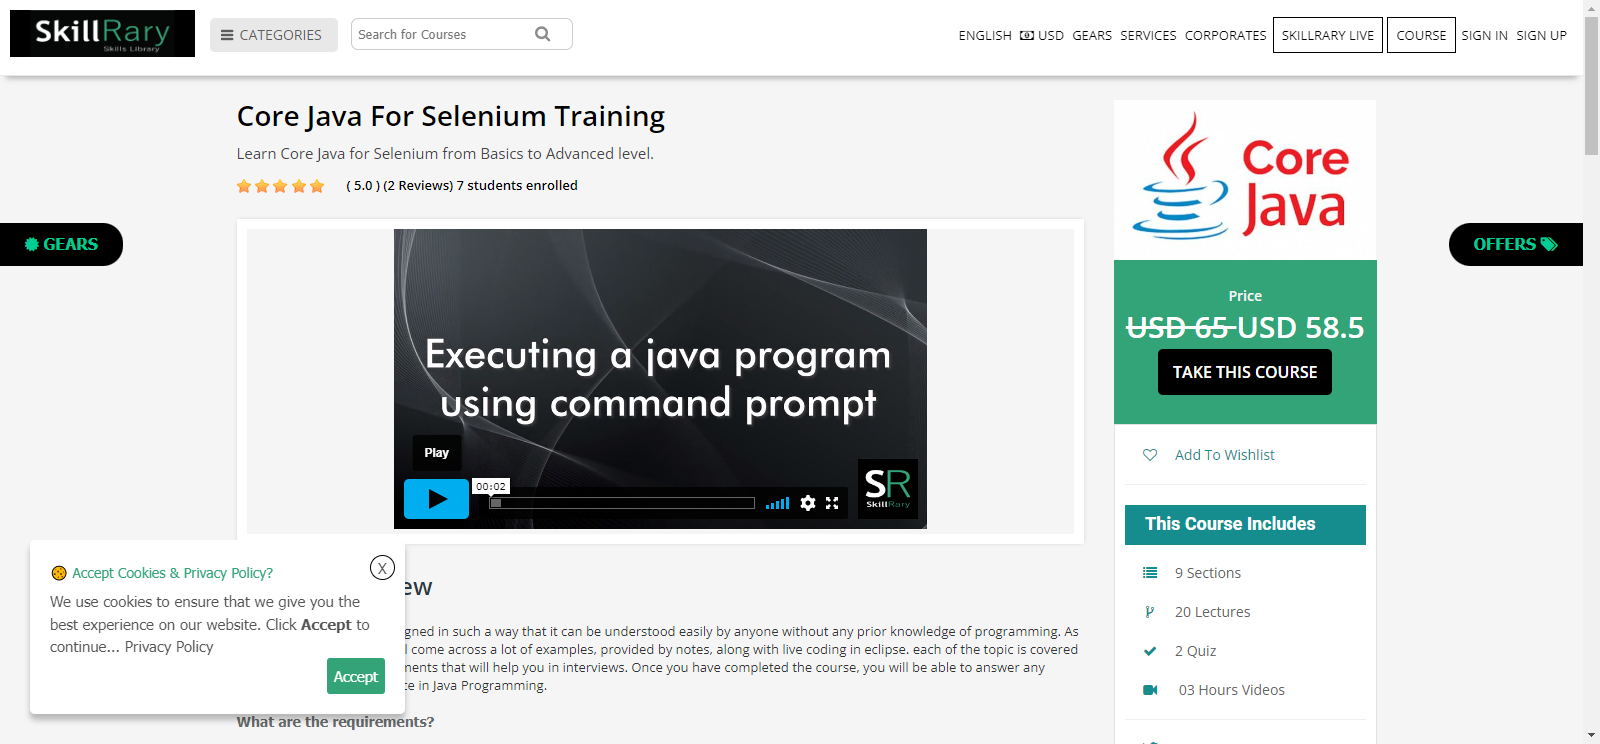 SkillRary
Skills Library
CATEGORIES
Search for Courses
ENGLISH USD GEARS SERVICES CORPORATES SKILLRARY LIVE COURSE SIGN IN SIGN UP
Core Java For Selenium Training
Learn Core Java for Selenium from Basics to Advanced level.
( 5.0 ) (2 Reviews) 7 students enrolled
GEARS
OFFERS
Executing a java program
using command prompt
Play
00:02
SR
SkillRary
Core
Java
Price
USD 65 USD 58.5
TAKE THIS COURSE
Add To Wishlist
This Course Includes
9 Sections
20 Lectures
2 Quiz
03 Hours Videos
Accept Cookies & Privacy Policy?
X
We use cookies to ensure that we give you the
best experience on our website. Click Accept to
continue... Privacy Policy
Accept
ew
gned in such a way that it can be understood easily by anyone without any prior knowledge of programming. As
l come across a lot of examples, provided by notes, along with live coding in eclipse. each of the topic is covered
ments that will help you in interviews. Once you have completed the course, you will be able to answer any
ce in Java Programming.
What are the requirements?